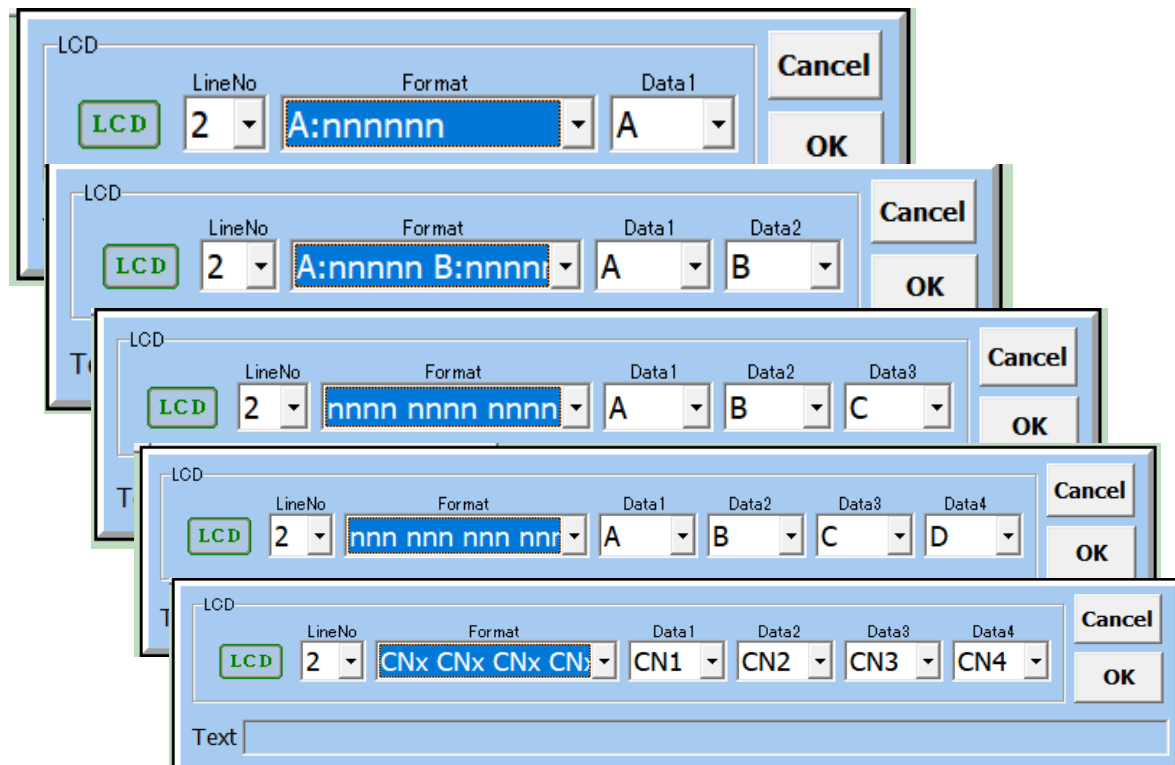 LCD
Cancel
LineNo Format Data1
LCD 2 A:nnnnnn A
OK
LCD
Cancel
LineNo Format Data1 Data2
LCD 2 A:nnnnn B:nnnnn A B
OK
LCD
Cancel
LineNo Format Data1 Data2 Data3
LCD 2 nnnn nnnn nnnn A B C
OK
LCD
Cancel
LineNo Format Data1 Data2 Data3 Data4
LCD 2 nnn nnn nnn nnn A B C D
OK
LCD
Cancel
LineNo Format Data1 Data2 Data3 Data4
LCD 2 CNx CNx CNx CNx CN1 CN2 CN3 CN4
OK
Text